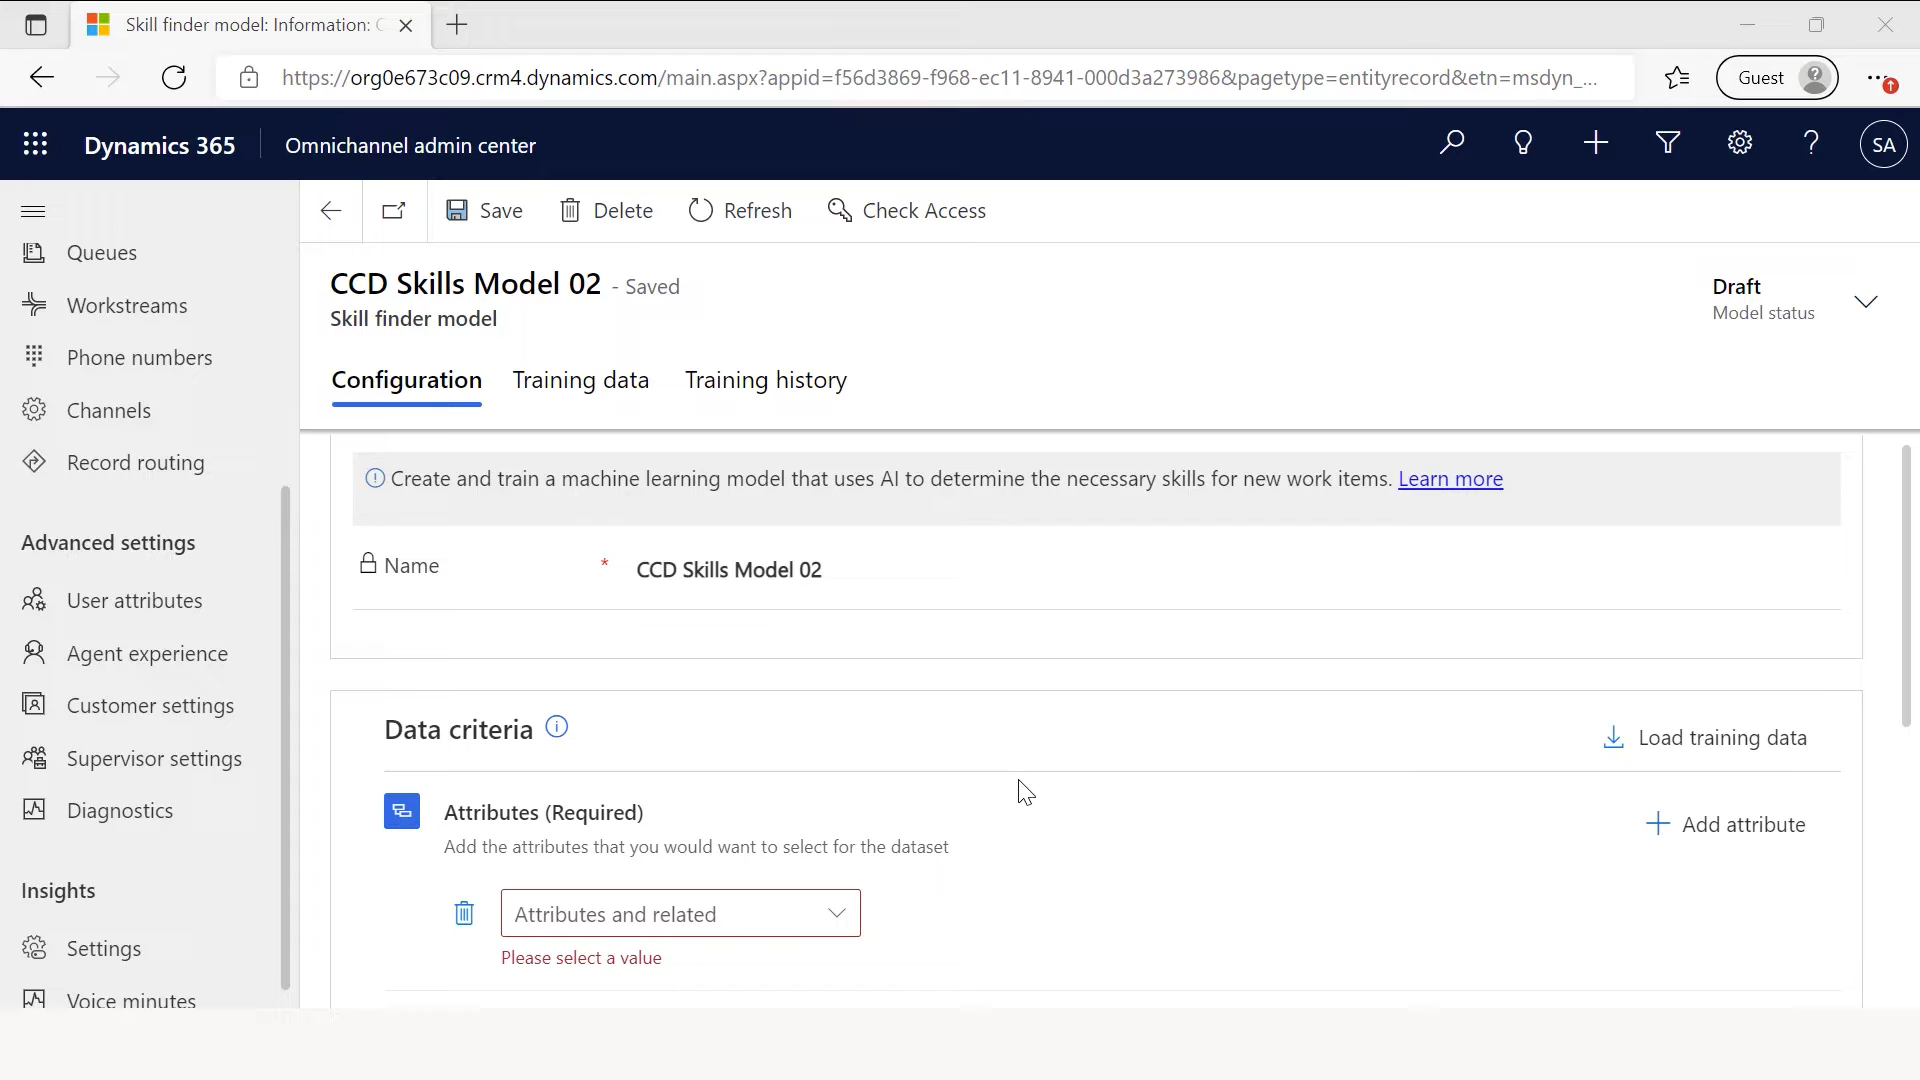 Skill finder model: Information: C
https://org0e673c09.crm4.dynamics.com/main.aspx?appid=f56d3869-f968-ec11-8941-000d3a273986&pagetype=entityrecord&etn=msdyn_...
Guest
Dynamics 365
Omnichannel admin center
SA
Save
Delete
Refresh
Check Access
Queues
Workstreams
Phone numbers
Channels
Record routing
Advanced settings
User attributes
Agent experience
Customer settings
Supervisor settings
Diagnostics
Insights
Settings
Voice minutes
CCD Skills Model 02 - Saved
Skill finder model
Draft
Model status
Configuration
Training data
Training history
Create and train a machine learning model that uses AI to determine the necessary skills for new work items. Learn more
Name * CCD Skills Model 02
Data criteria
Load training data
Attributes (Required)
Add the attributes that you would want to select for the dataset
Add attribute
Attributes and related
Please select a value